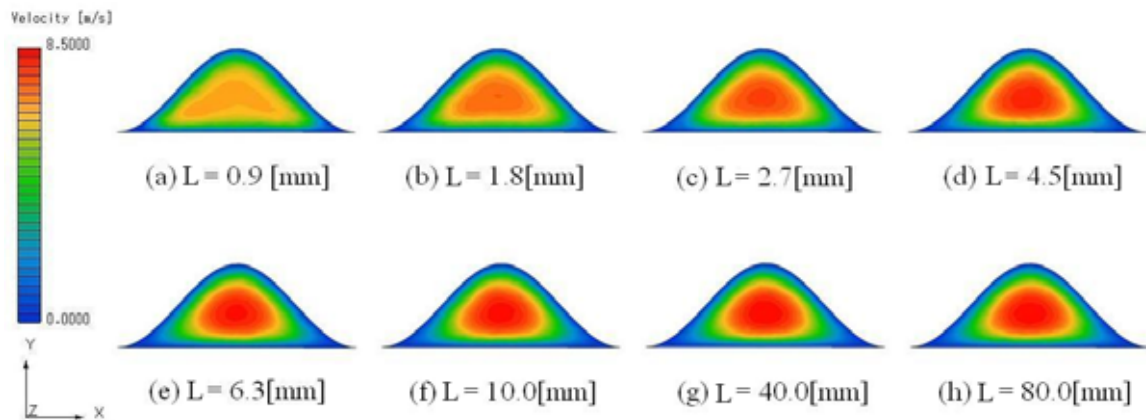 Velocity [m/s]
8.5000
0.0000
Y
Z X
(a) L = 0.9 [mm] (b) L = 1.8[mm] (c) L = 2.7[mm] (d) L = 4.5[mm]
(e) L = 6.3[mm] (f) L = 10.0[mm] (g) L = 40.0[mm] (h) L = 80.0[mm]